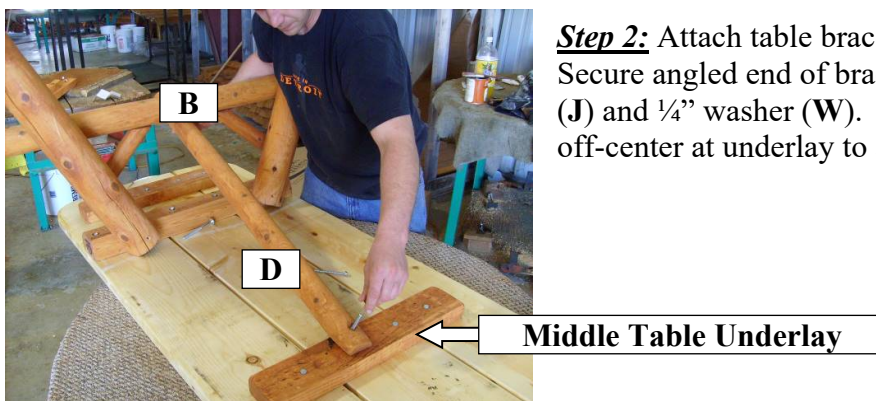 Step 2: Attach table brac
Secure angled end of bra
(J) and ¼” washer (W).
off-center at underlay to
B
DETROIT
D
Middle Table Underlay